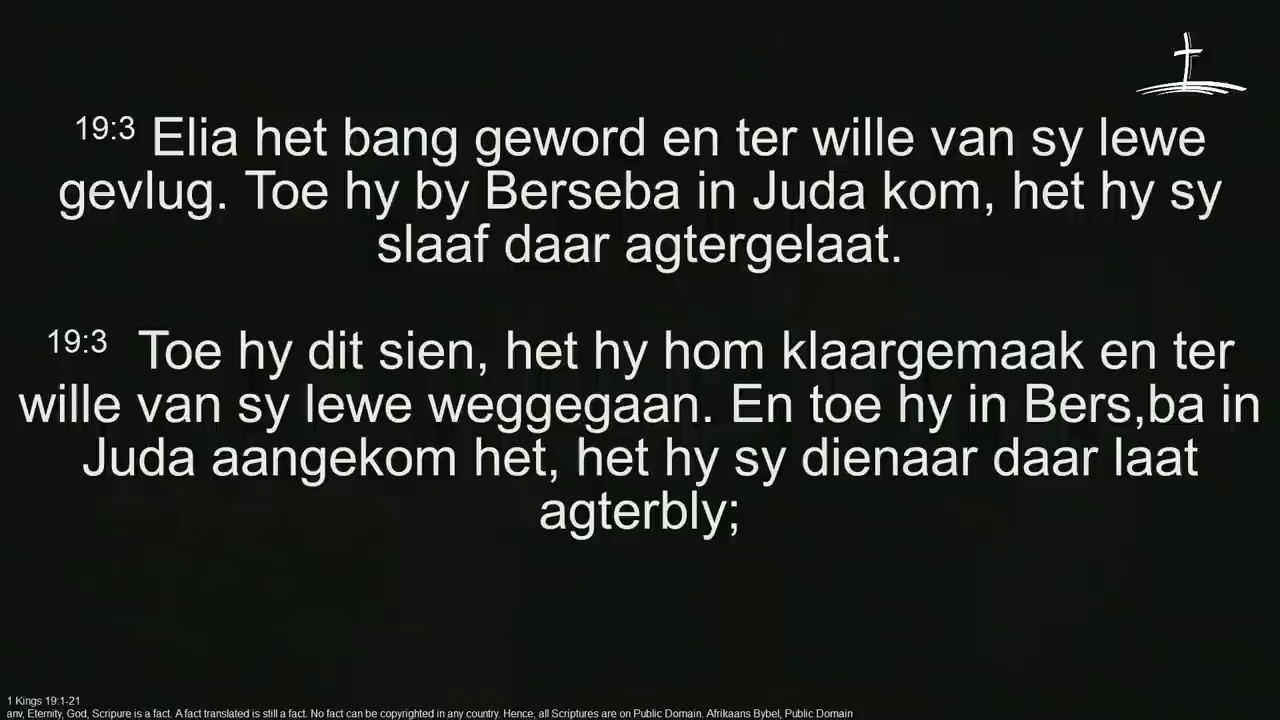 19:3 Elia het bang geword en ter wille van sy lewe
gevlug. Toe hy by Berseba in Juda kom, het hy sy
slaaf daar agtergelaat.
19:3 Toe hy dit sien, het hy hom klaargemaak en ter
wille van sy lewe weggegaan. En toe hy in Bers,ba in
Juda aangekom het, het hy sy dienaar daar laat
agterbly;
1 Kings 19:1-21
anv, Eternity, God, Scripure is a fact. A fact translated is still a fact. No fact can be copyrighted in any country. Hence, all Scriptures are on Public Domain. Afrikaans Bybel, Public Domain